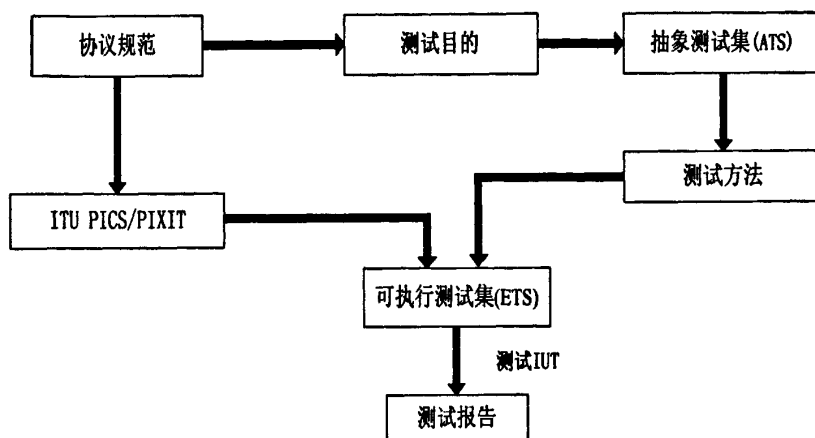 协议规范
测试目的
抽象测试集(ATS)
测试方法
ITU PICS/PIXIT
可执行测试集(ETS)
测试IUT
测试报告